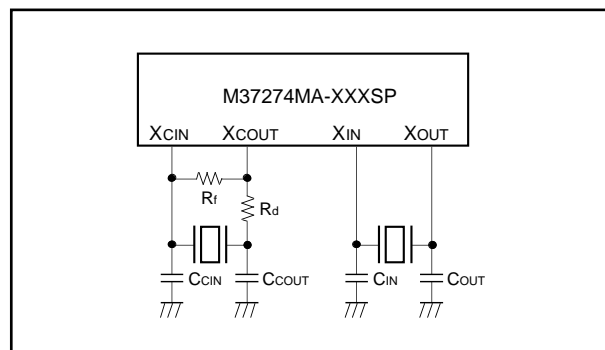 M37274MA-XXXSP
XCIN XCOUT XIN XOUT
Rf
Rd
CCIN CCOUT CIN COUT